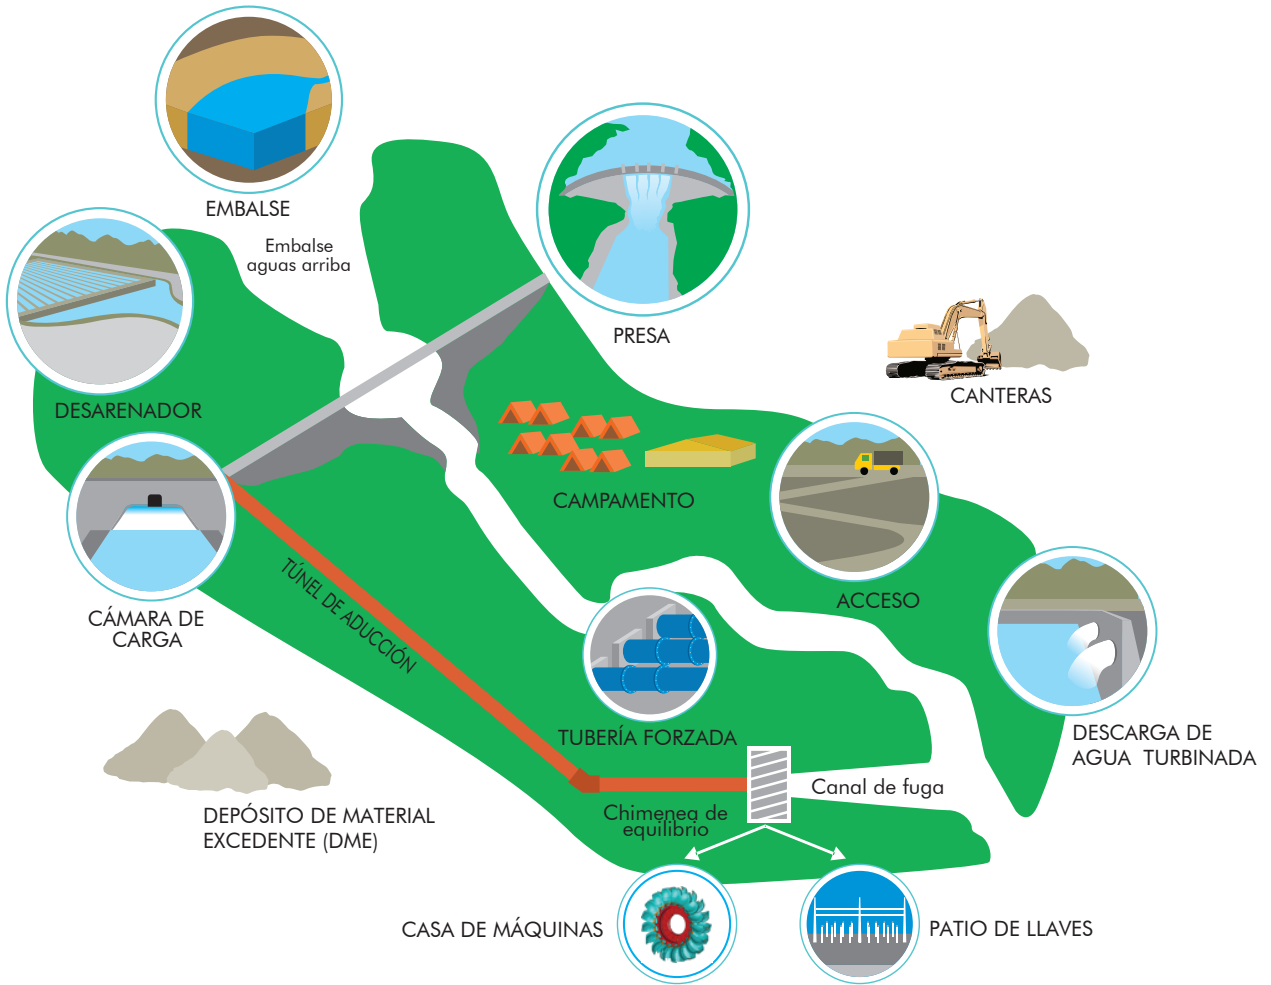 EMBALSE
Embalse
aguas arriba
PRESA
DESARENADOR
CANTERAS
CAMPAMENTO
CÁMARA DE
CARGA
TÚNEL DE ADUCCIÓN
ACCESO
TUBERÍA FORZADA
DESCARGA DE
AGUA TURBINADA
DEPÓSITO DE MATERIAL
EXCEDENTE (DME)
Chimenea de
equilibrio
Canal de fuga
CASA DE MÁQUINAS
PATIO DE LLAVES